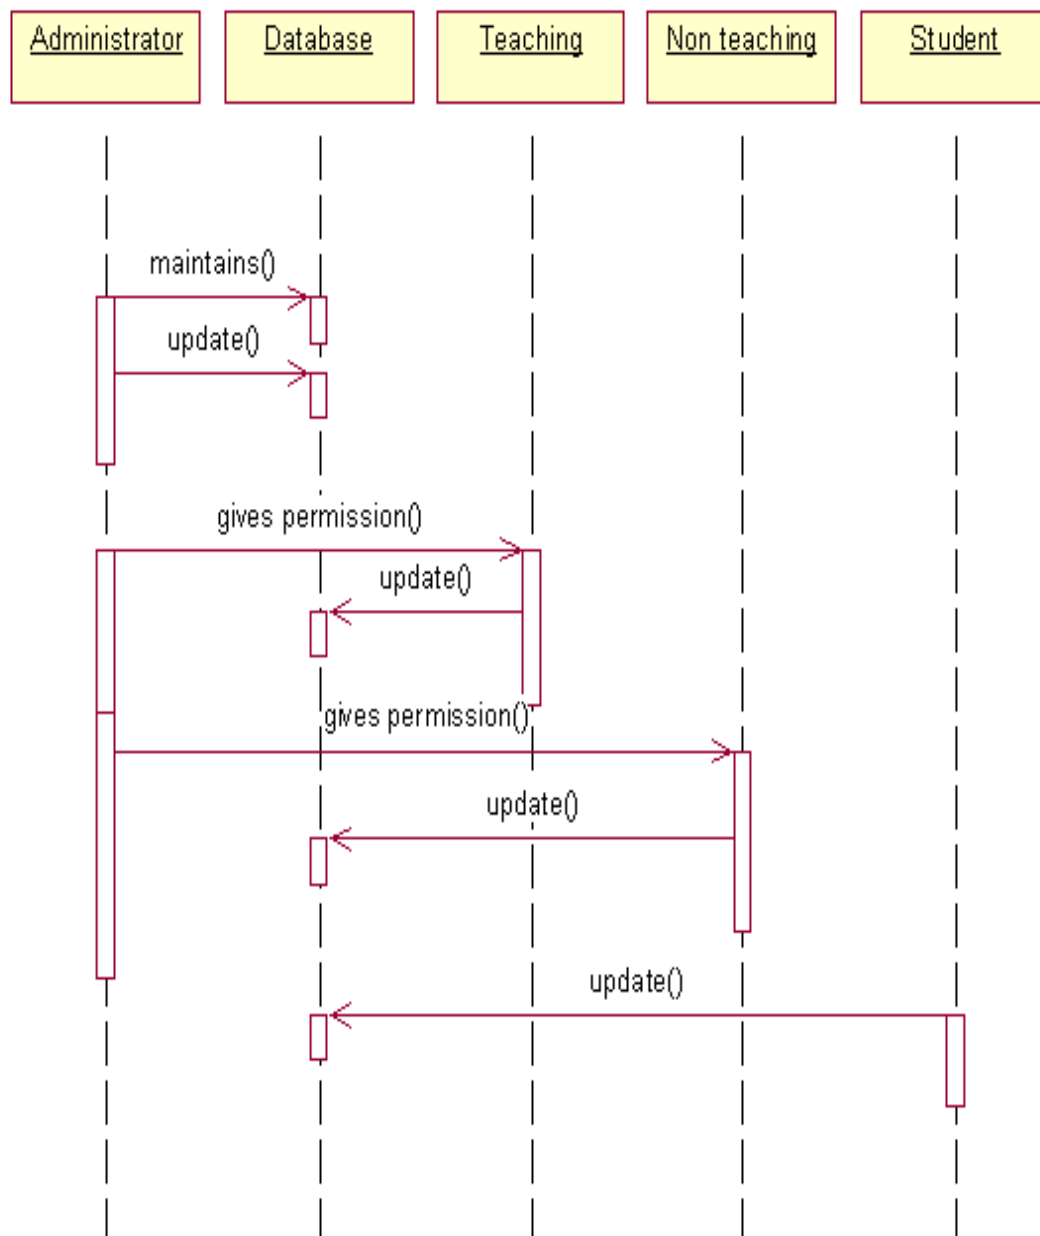 Administrator
Database
Teaching
Non teaching
Student
maintains()
update()
gives permission()
update()
gives permission()
update()
update()